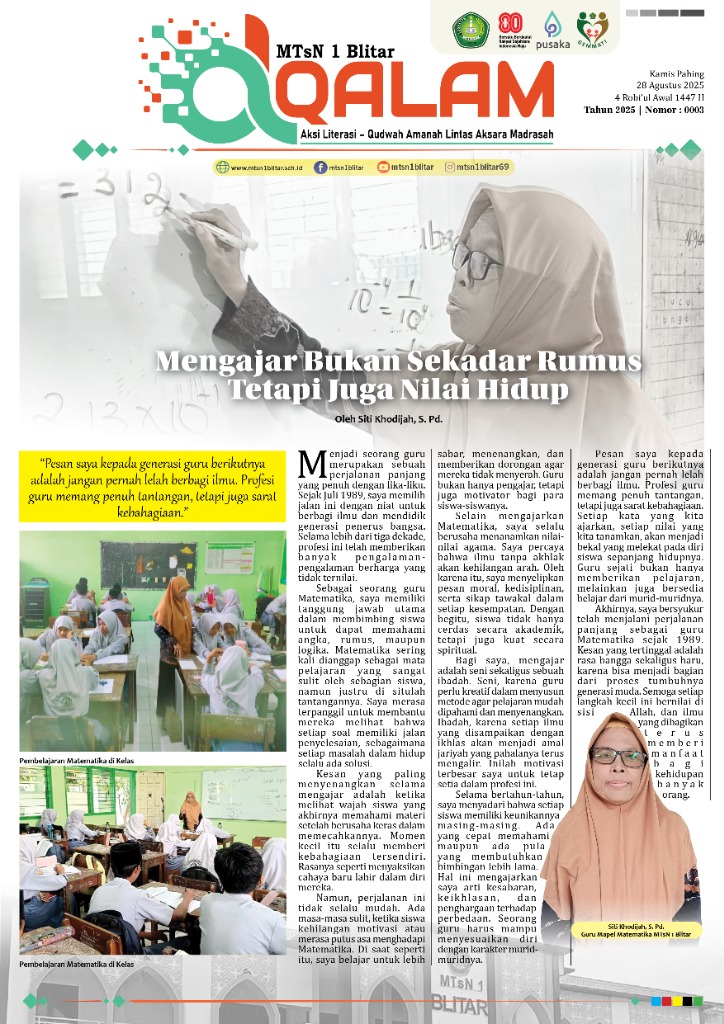 MTsN 1 Blitar
QALAM
Aksi Literasi – Qudwah Amanah Lintas Aksara Madrasah
pusaka
GEMMATI
Kamis Pahing
28 Agustus 2025
4 Robi'ul Awal 1447 H
Tahun 2025 | Nomor : 0003
www.mtsn1blitar.sch.id
mtsn1blitar
mtsn1blitar
mtsn1blitar69
= 312
Mengajar Bukan Sekadar Rumus
Tetapi Juga Nilai Hidup
Oleh Siti Khodijah, S. Pd.
"Pesan saya kepada generasi guru berikutnya
adalah jangan pernah lelah berbagi ilmu. Profesi
guru memang penuh tantangan, tetapi juga sarat
kebahagiaan."
Pembelajaran Matematika di Kelas
Pembelajaran Matematika di Kelas
Menjadi seorang guru
merupakan sebuah
perjalanan panjang
yang penuh dengan lika-liku.
Sejak Juli 1989, saya memilih
jalan ini dengan niat untuk
berbagi ilmu dan mendidik
generasi penerus bangsa.
Selama lebih dari tiga dekade,
profesi ini telah memberikan
banyak pengalaman-
pengalaman berharga yang
tidak ternilai.
Sebagai seorang guru
Matematika, saya memiliki
tanggung jawab utama
dalam membimbing siswa
untuk dapat memahami
angka, rumus, maupun
logika. Matematika sering
kali dianggap sebagai mata
pelajaran yang sangat
sulit oleh sebagian siswa,
namun justru di situlah
tantangannya. Saya merasa
terpanggil untuk membantu
mereka melihat bahwa
setiap soal memiliki jalan
penyelesaian, sebagaimana
setiap masalah dalam hidup
selalu ada solusi.
Kesan yang paling
menyenangkan selama
mengajar adalah ketika
melihat wajah siswa yang
akhirnya memahami materi
setelah berusaha keras dalam
memecahkannya. Momen
kecil itu selalu memberi
kebahagiaan tersendiri.
Rasanya seperti menyaksikan
cahaya baru lahir dalam diri
mereka.
Namun, perjalanan ini
tidak selalu mudah. Ada
masa-masa sulit, ketika siswa
kehilangan motivasi atau
merasa putus asa menghadapi
Matematika. Di saat seperti
itu, saya belajar untuk lebih
sabar, menenangkan, dan
memberikan dorongan agar
mereka tidak menyerah. Guru
bukan hanya pengajar, tetapi
juga motivator bagi para
siswa-siswanya.
Selain mengajarkan
Matematika, saya selalu
berusaha menanamkan nilai-
nilai agama. Saya percaya
bahwa ilmu tanpa akhlak
akan kehilangan arah. Oleh
karena itu, saya menyelipkan
pesan moral, kedisiplinan,
serta sikap tawakal dalam
setiap kesempatan. Dengan
begitu, siswa tidak hanya
cerdas secara akademik,
tetapi juga kuat secara
spiritual.
Bagi saya, mengajar
adalah seni sekaligus sebuah
ibadah. Seni, karena guru
perlu kreatif dalam menyusun
metode agar pelajaran mudah
dipahami dan menyenangkan.
Ibadah, karena setiap ilmu
yang disampaikan dengan
ikhlas akan menjadi amal
jariyah yang pahalanya terus
mengalir. Inilah motivasi
terbesar saya untuk tetap
setia dalam profesi ini.
Selama bertahun-tahun,
saya menyadari bahwa setiap
siswa memiliki keunikannya
masing-masing. Ada
yang cepat memahami
maupun ada pula
yang membutuhkan
bimbingan lebih lama.
Hal ini mengajarkan
saya arti kesabaran,
keikhlasan, dan
penghargaan terhadap
perbedaan. Seorang
guru harus mampu
menyesuaikan diri
dengan karakter murid-
muridnya.
Pesan saya kepada
generasi guru berikutnya
adalah jangan pernah lelah
berbagi ilmu. Profesi guru
memang penuh tantangan,
tetapi juga sarat kebahagiaan.
Setiap kata yang kita
ajarkan, setiap nilai yang
kita tanamkan, akan menjadi
bekal yang melekat pada diri
siswa sepanjang hidupnya.
Guru sejati bukan hanya
memberikan pelajaran,
melainkan juga bersedia
belajar dari murid-muridnya.
Akhirnya, saya bersyukur
telah menjalani perjalanan
panjang sebagai guru
Matematika sejak 1989.
Kesan yang tertinggal adalah
rasa bangga sekaligus haru,
karena bisa menjadi bagian
dari proses tumbuhnya
generasi muda. Semoga setiap
langkah kecil ini bernilai di
sisi Allah, dan ilmu
yang dibagikan
terus
memberi
manfaat
bagi
kehidupan
banyak
orang.
Siti Khodijah, S. Pd.
Guru Mapel Matematika MTsN 1 Blitar
MTsN 1
BLITAR